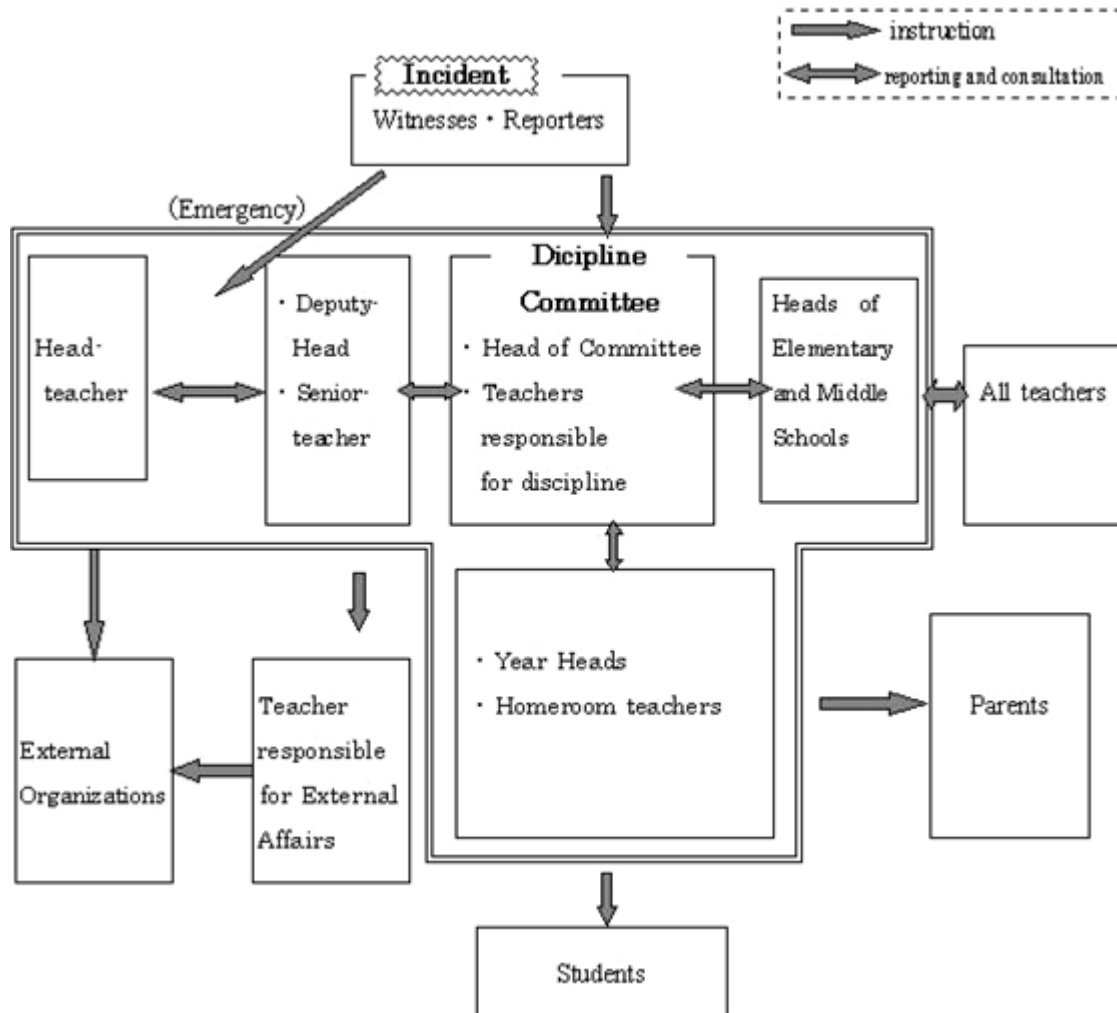 instruction
reporting and consultation
Incident
Witnesses・Reporters
(Emergency)
Head-
teacher
・Deputy-
Head
・Senior-
teacher
Dicipline
Committee
・Head of Committee
・Teachers
responsible
for discipline
Heads of
Elementary
and Middle
Schools
All teachers
・Year Heads
・Homeroom teachers
External
Organizations
Teacher
responsible
for External
Affairs
Parents
Students